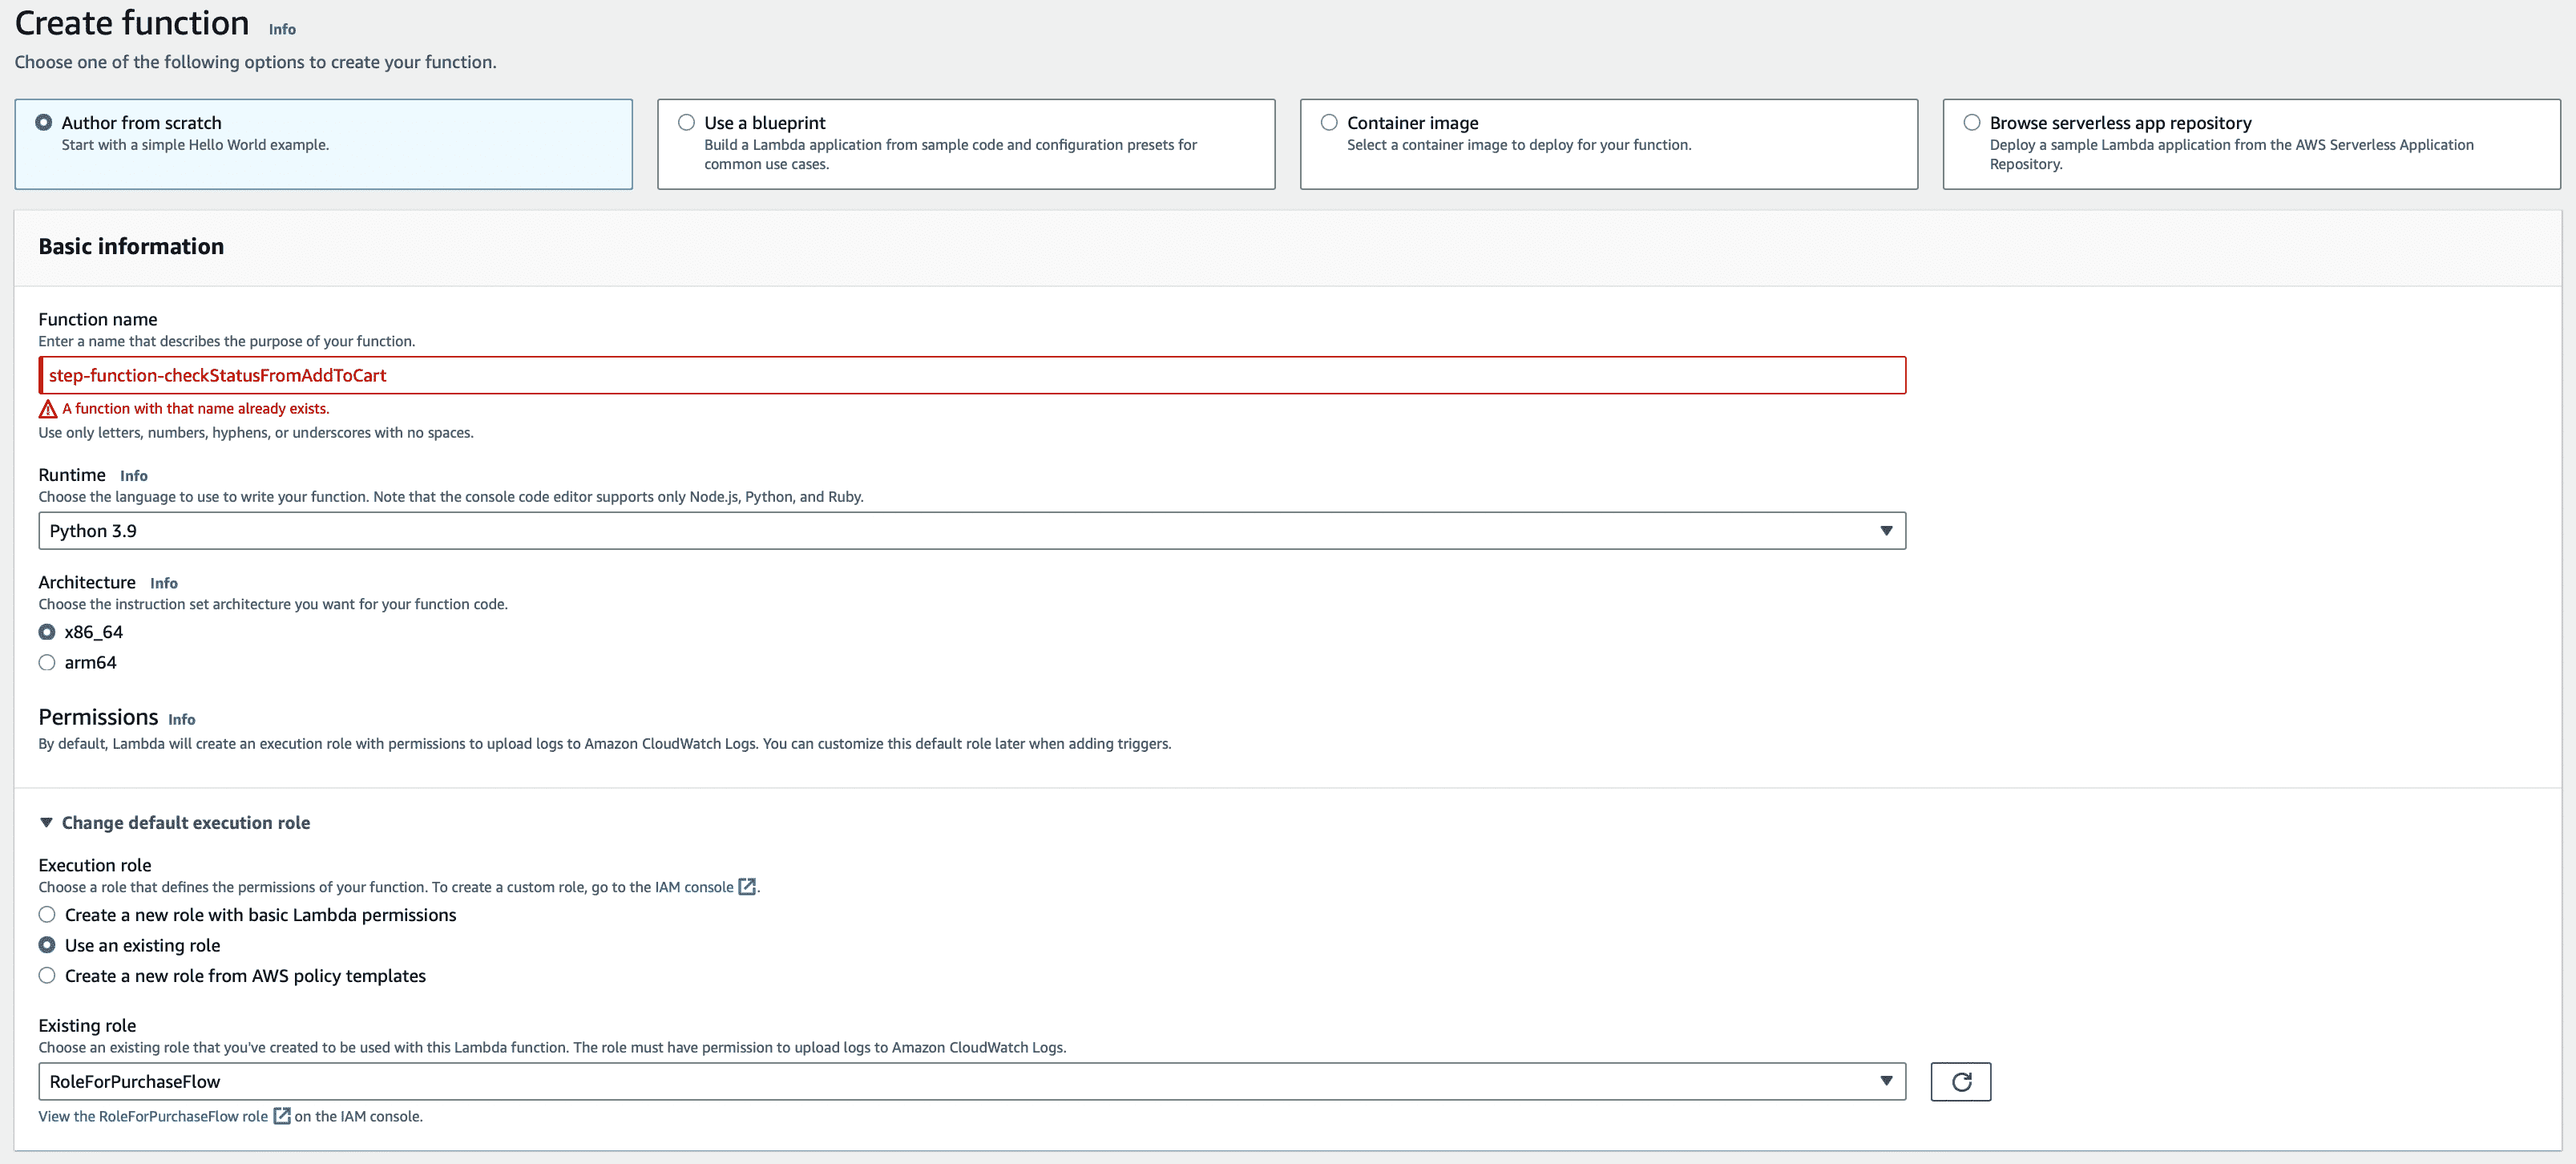 Create function Info
Choose one of the following options to create your function.
Author from scratch
Start with a simple Hello World example.
Use a blueprint
Build a Lambda application from sample code and configuration presets for
common use cases.
Container image
Select a container image to deploy for your function.
Browse serverless app repository
Deploy a sample Lambda application from the AWS Serverless Application
Repository.
Basic information
Function name
Enter a name that describes the purpose of your function.
step-function-checkStatusFromAddToCart
A function with that name already exists.
Use only letters, numbers, hyphens, or underscores with no spaces.
Runtime Info
Choose the language to use to write your function. Note that the console code editor supports only Node.js, Python, and Ruby.
Python 3.9
Architecture Info
Choose the instruction set architecture you want for your function code.
x86_64
arm64
Permissions Info
By default, Lambda will create an execution role with permissions to upload logs to Amazon CloudWatch Logs. You can customize this default role later when adding triggers.
Change default execution role
Execution role
Choose a role that defines the permissions of your function. To create a custom role, go to the IAM console.
Create a new role with basic Lambda permissions
Use an existing role
Create a new role from AWS policy templates
Existing role
Choose an existing role that you've created to be used with this Lambda function. The role must have permission to upload logs to Amazon CloudWatch Logs.
RoleForPurchaseFlow
View the RoleForPurchaseFlow role on the IAM console.